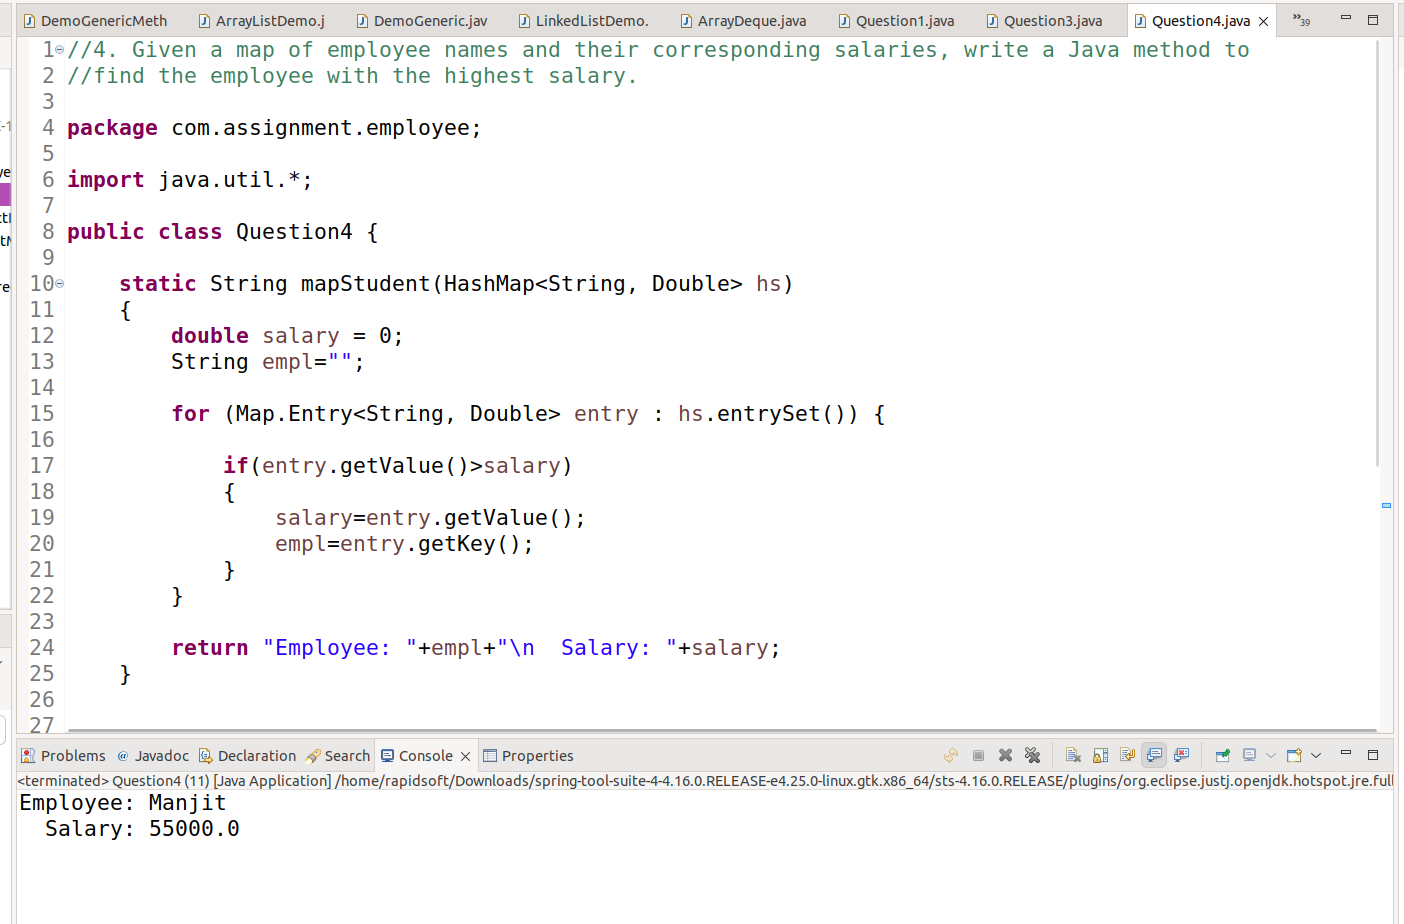 DemoGenericMeth ArrayListDemo.j DemoGeneric.jav LinkedListDemo. ArrayDeque.java Question1.java Question3.java Question4.java »39
1 //4. Given a map of employee names and their corresponding salaries, write a Java method to
2 //find the employee with the highest salary.
3
4 package com.assignment.employee;
5
6 import java.util.*;
7
8 public class Question4 {
9
10 static String mapStudent(HashMap<String, Double> hs)
11 {
12 double salary = 0;
13 String empl="";
14
15 for (Map.Entry<String, Double> entry : hs.entrySet()) {
16
17 if(entry.getValue()>salary)
18 {
19 salary=entry.getValue();
20 empl=entry.getKey();
21 }
22 }
23
24 return "Employee: "+empl+"\n  Salary: "+salary;
25 }
26
27
Problems @ Javadoc Declaration Search Console Properties
<terminated> Question4 (11) [Java Application] /home/rapidsoft/Downloads/spring-tool-suite-4-4.16.0.RELEASE-e4.25.0-linux.gtk.x86_64/sts-4.16.0.RELEASE/plugins/org.eclipse.justj.openjdk.hotspot.jre.full
Employee: Manjit
  Salary: 55000.0